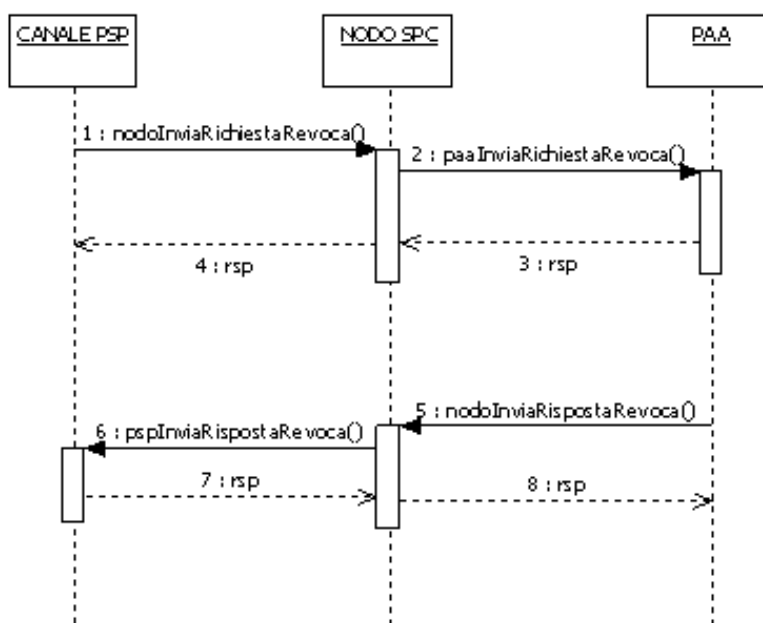 CANALE PSP
NODO SPC
PAA
1 : nodoInviaRichiestaRevoca()
2 : paaInviaRichiestaRevoca()
4 : rsp
3 : rsp
5 : nodoInviaRispostaRevoca()
6 : pspInviaRispostaRevoca()
7 : rsp
8 : rsp